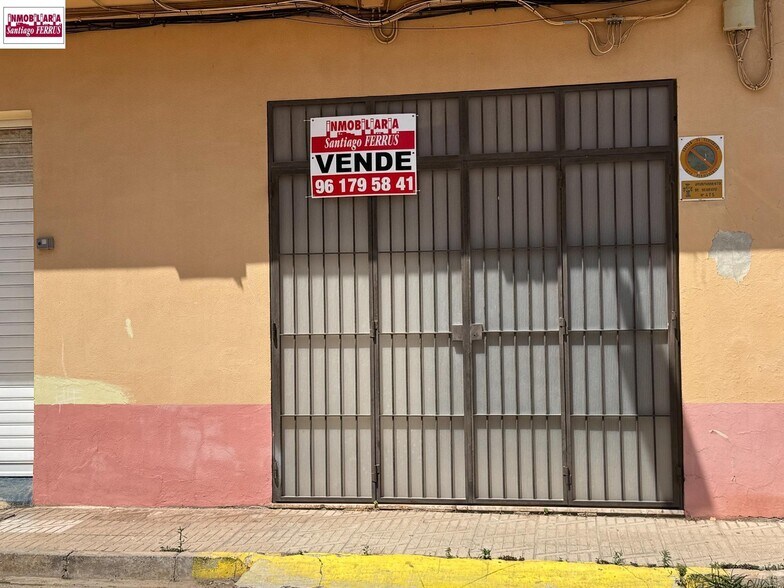 INMOBILIARIA
Santiago FERRUS
INMOBILIARIA
Santiago FERRUS
VENDE
96 179 58 41